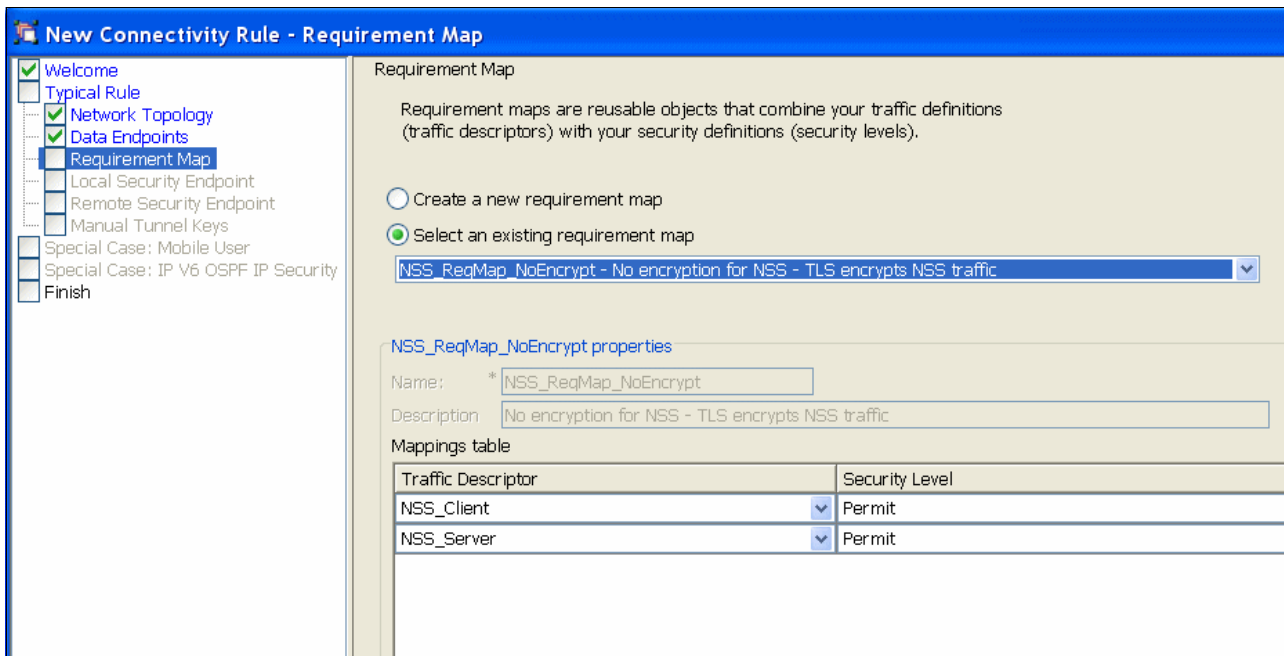 New Connectivity Rule - Requirement Map
Welcome
Typical Rule
Network Topology
Data Endpoints
Requirement Map
Local Security Endpoint
Remote Security Endpoint
Manual Tunnel Keys
Special Case: Mobile User
Special Case: IP V6 OSPF IP Security
Finish
Requirement Map
Requirement maps are reusable objects that combine your traffic definitions
(traffic descriptors) with your security definitions (security levels).
Create a new requirement map
Select an existing requirement map
NSS_ReqMap_NoEncrypt - No encryption for NSS - TLS encrypts NSS traffic
NSS_ReqMap_NoEncrypt properties
Name: * NSS_ReqMap_NoEncrypt
Description No encryption for NSS - TLS encrypts NSS traffic
Mappings table
Traffic Descriptor Security Level
NSS_Client Permit
NSS_Server Permit